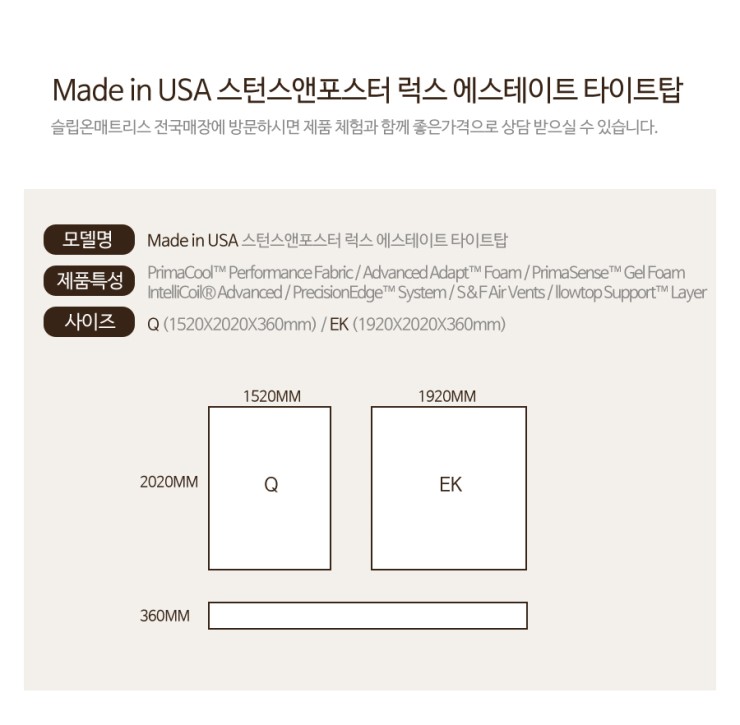 Made in USA 스턴스앤포스터 럭스 에스테이트 타이트탑
슬립온매트리스 전국매장에 방문하시면 제품 체험과 함께 좋은가격으로 상담 받으실 수 있습니다.
모델명 Made in USA 스턴스앤포스터 럭스 에스테이트 타이트탑
제품특성 PrimaCool™ Performance Fabric / Advanced Adapt™ Foam / PrimaSense™ Gel Foam
IntelliCoil® Advanced / PrecisionEdge™ System / S&F Air Vents / llowtop Support™ Layer
사이즈 Q (1520X2020X360mm) / EK (1920X2020X360mm)
1520MM 1920MM
2020MM Q EK
360MM